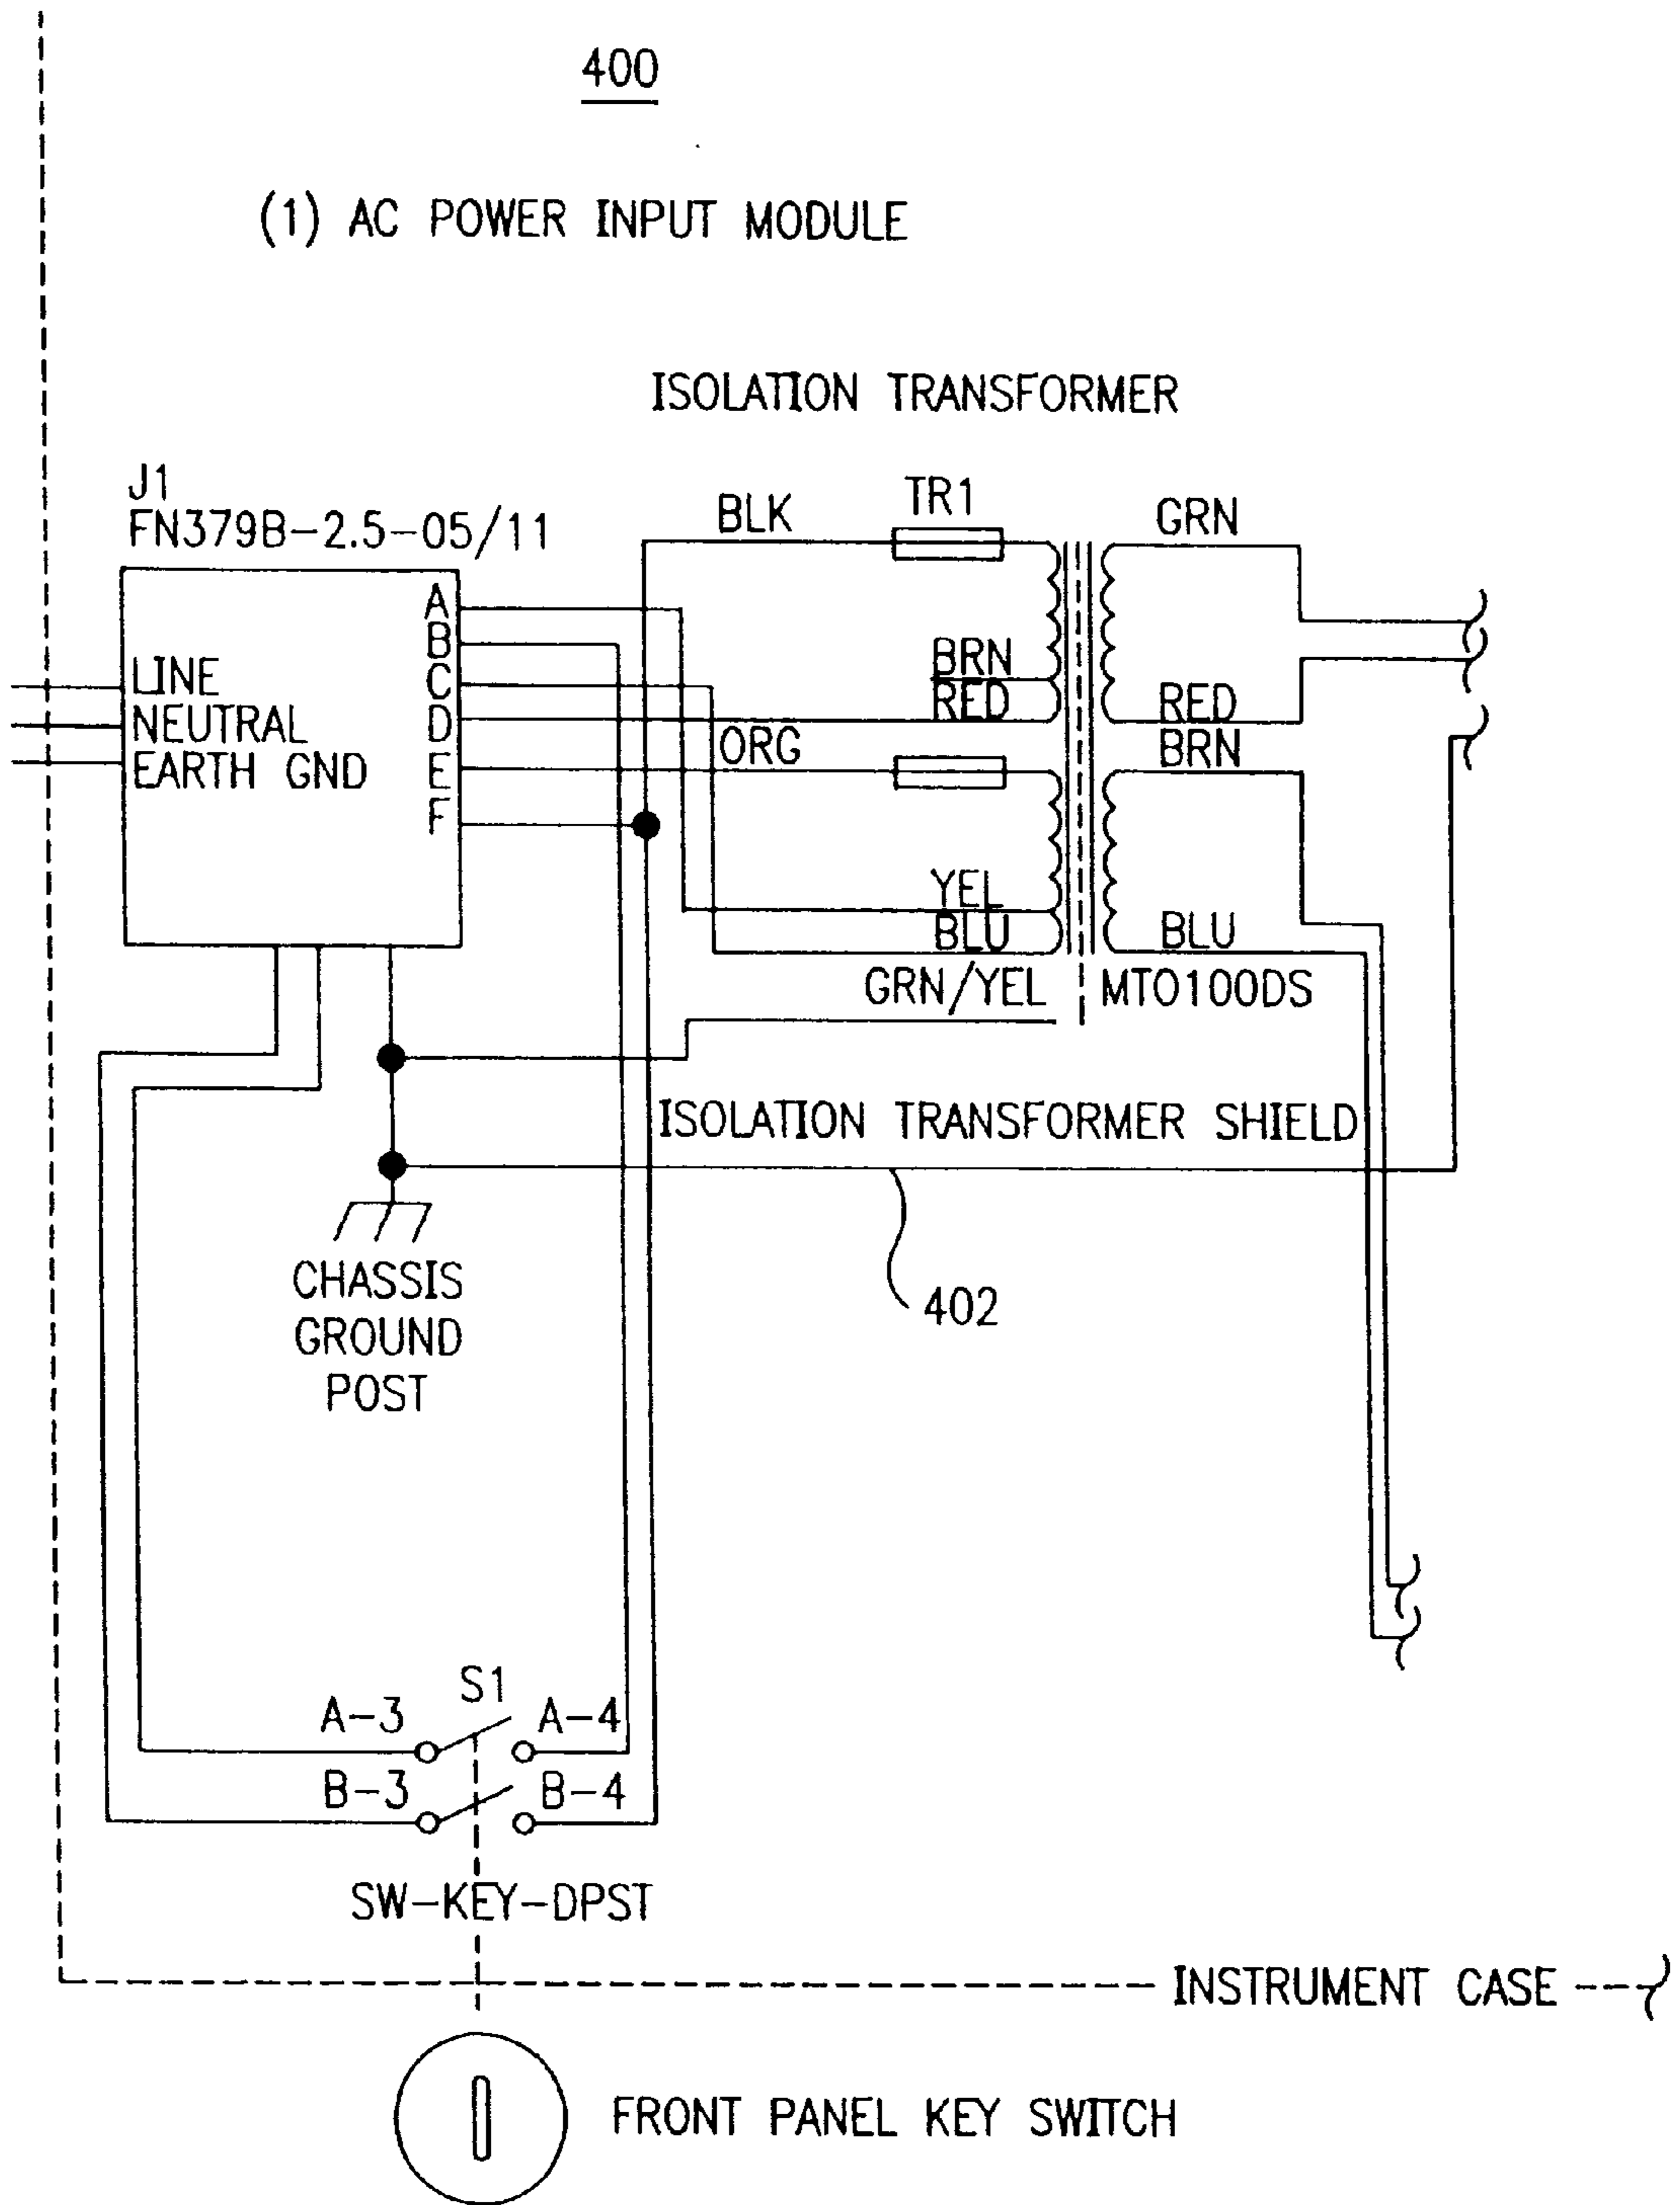 400
(1) AC POWER INPUT MODULE
ISOLATION TRANSFORMER
J1
FN379B-2.5-05/11
BLK
TR1
GRN
A
B
C
D
E
F
LINE
NEUTRAL
EARTH GND
BRN
RED
ORG
RED
BRN
YEL
BLU
BLU
GRN/YEL
MTO100DS
ISOLATION TRANSFORMER SHIELD
402
CHASSIS
GROUND
POST
S1
A-3
A-4
B-3
B-4
SW-KEY-DPST
INSTRUMENT CASE
FRONT PANEL KEY SWITCH